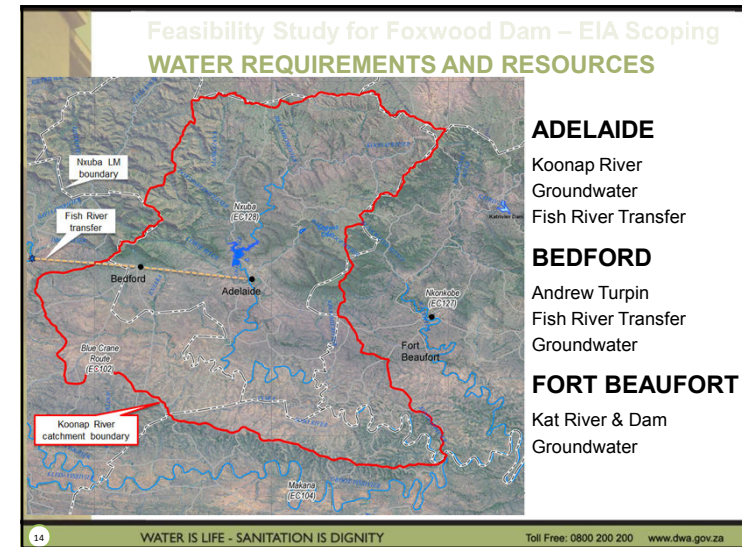 Feasibility Study for Foxwood Dam – EIA Scoping
WATER REQUIREMENTS AND RESOURCES
Nxuba LM
boundary
Fish River
transfer
Nxuba
(EC128)
Bedford
Adelaide
Nkonkobe
(EC127)
Fort
Beaufort
Blue Crane
Route
(EC102)
Koonap River
catchment boundary
Makana
(EC104)
ADELAIDE
Koonap River
Groundwater
Fish River Transfer
BEDFORD
Andrew Turpin
Fish River Transfer
Groundwater
FORT BEAUFORT
Kat River & Dam
Groundwater
14
WATER IS LIFE - SANITATION IS DIGNITY
Toll Free: 0800 200 200
www.dwa.gov.za